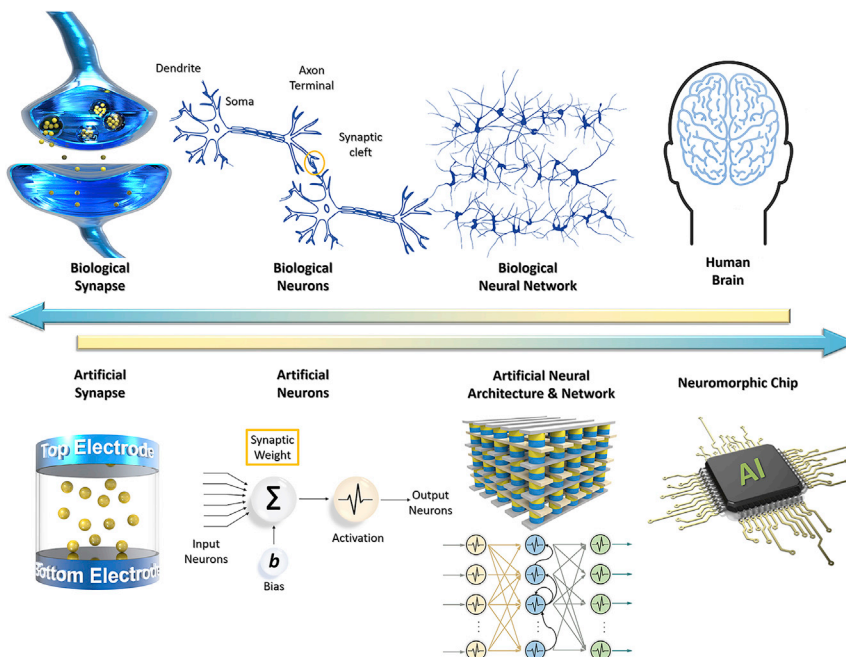 Dendrite
Soma
Axon
Terminal
Synaptic
cleft
Biological
Synapse
Biological
Neurons
Biological
Neural Network
Human
Brain
Artificial
Synapse
Artificial
Neurons
Artificial Neural
Architecture & Network
Neuromorphic Chip
Top Electrode
Bottom Electrode
Synaptic
Weight
Σ
Input
Neurons
b
Bias
Activation
Output
Neurons
AI